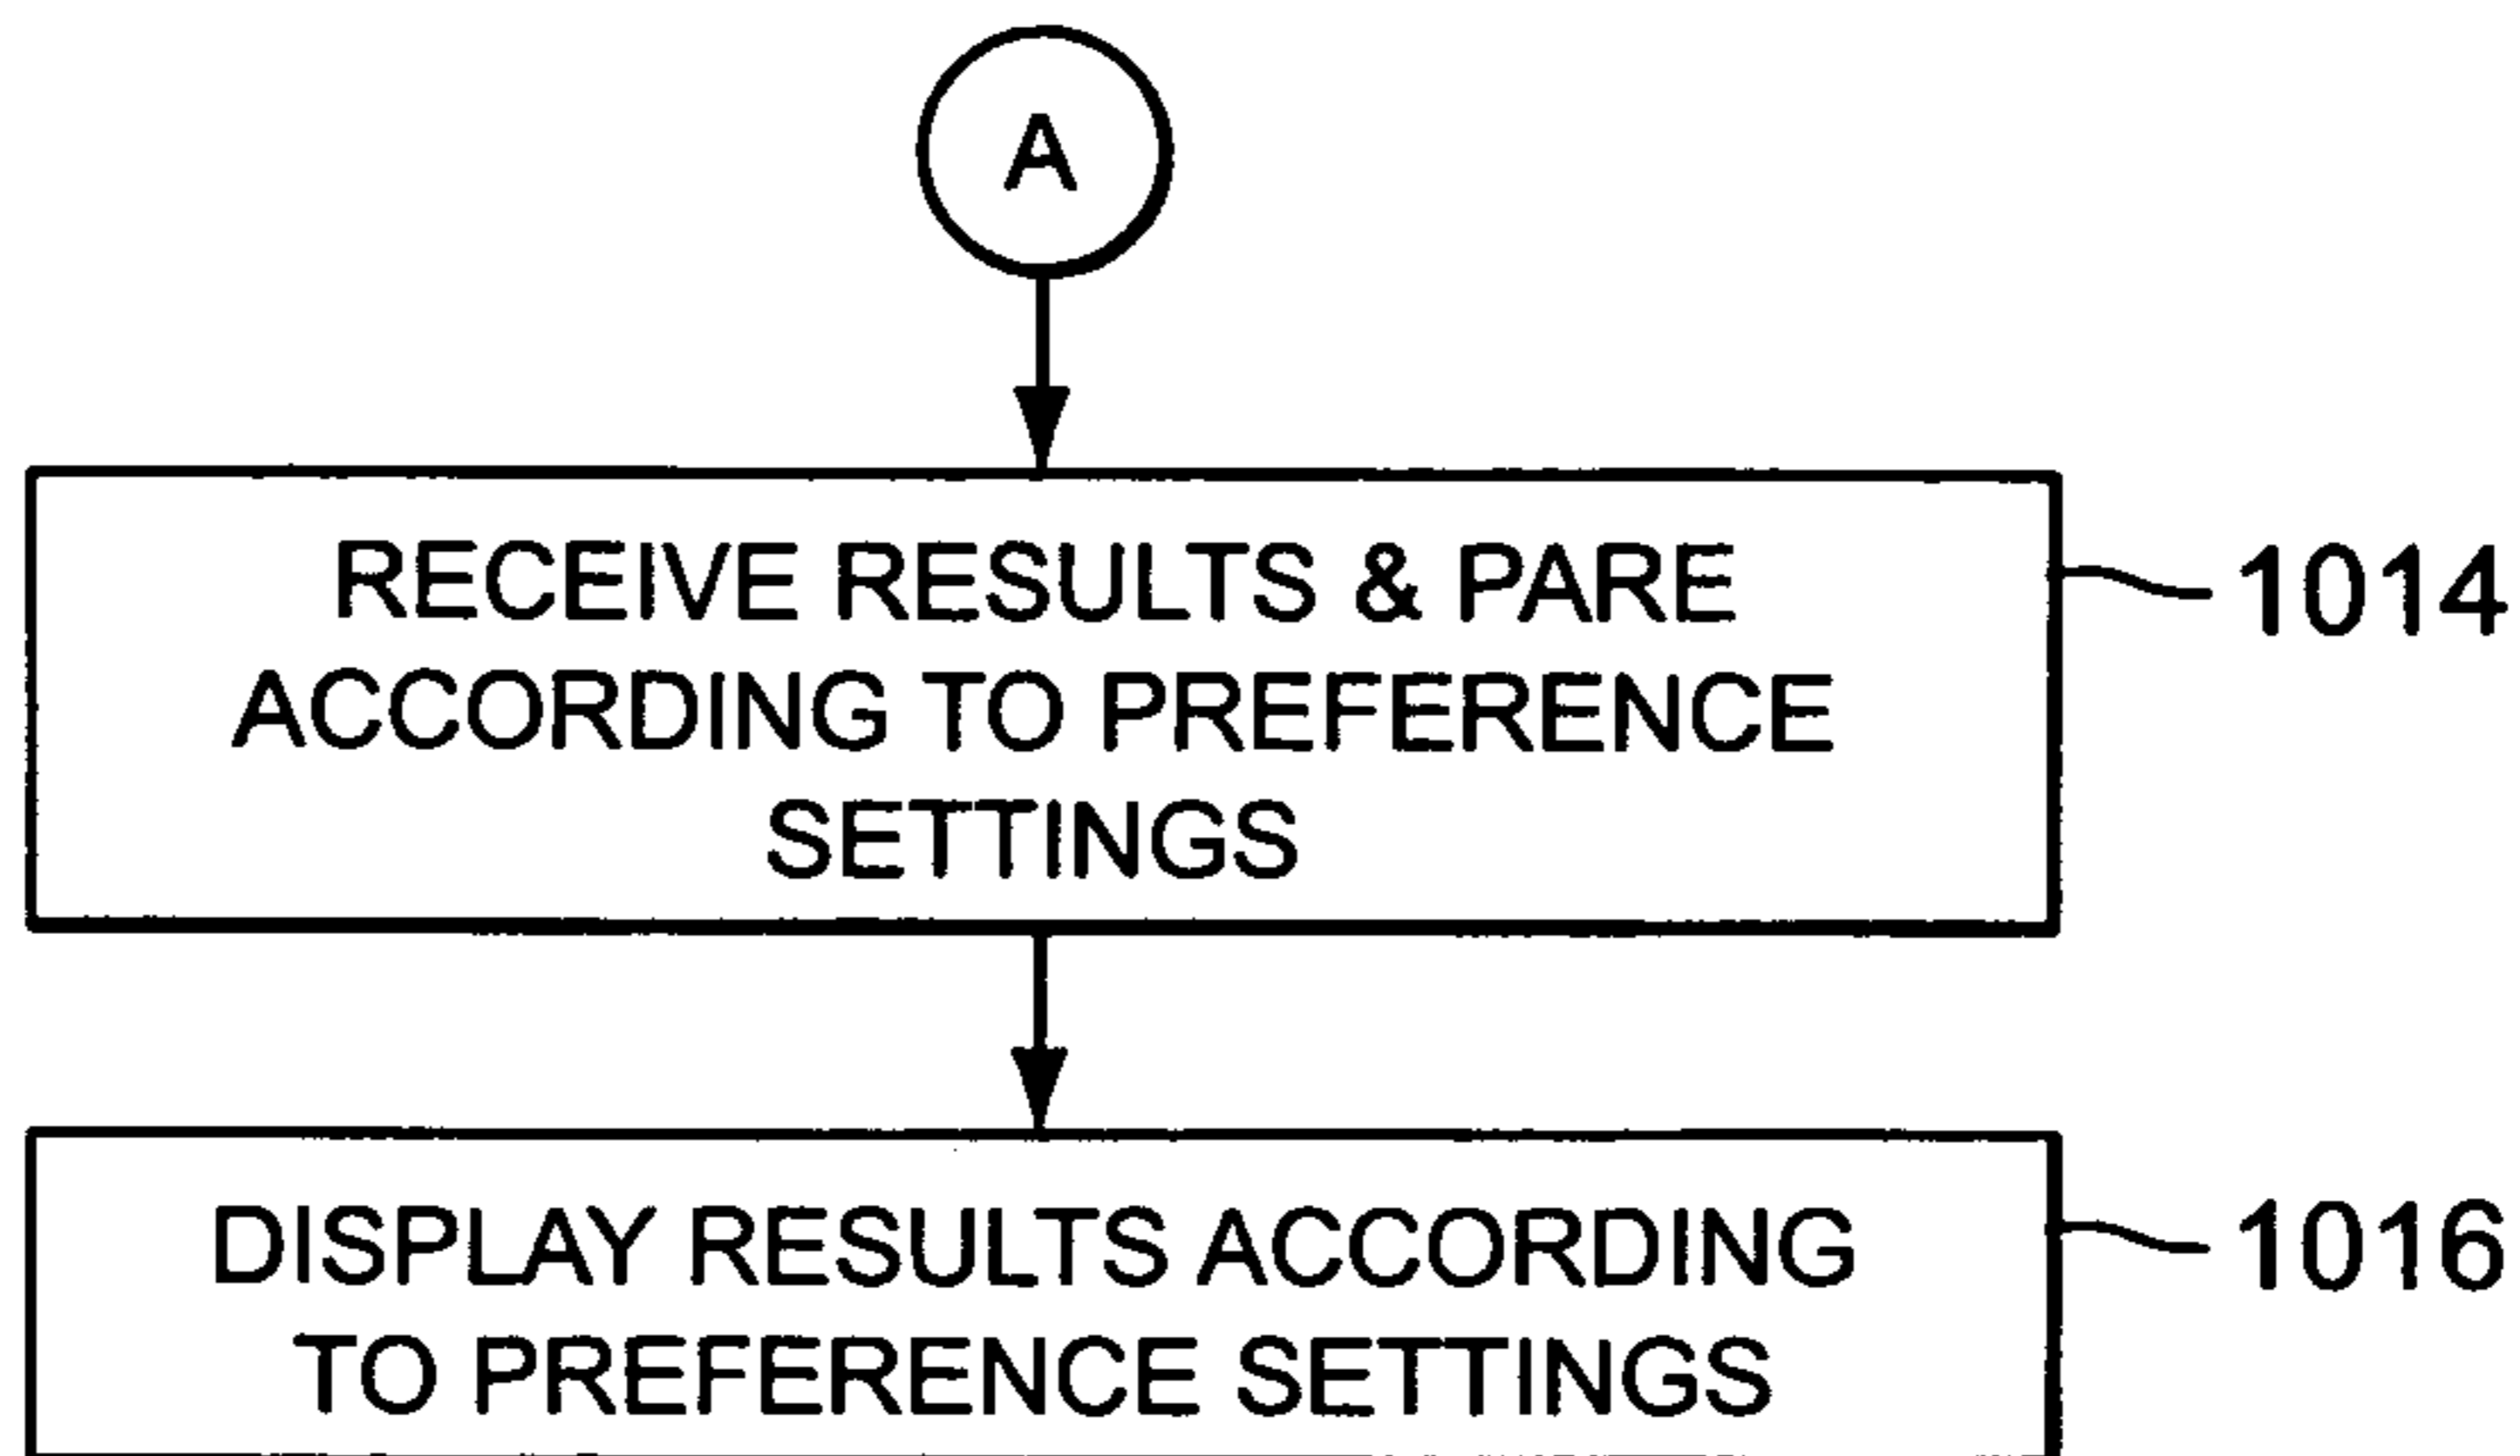 A
RECEIVE RESULTS & PARE
ACCORDING TO PREFERENCE
SETTINGS
1014
DISPLAY RESULTS ACCORDING
TO PREFERENCE SETTINGS
1016